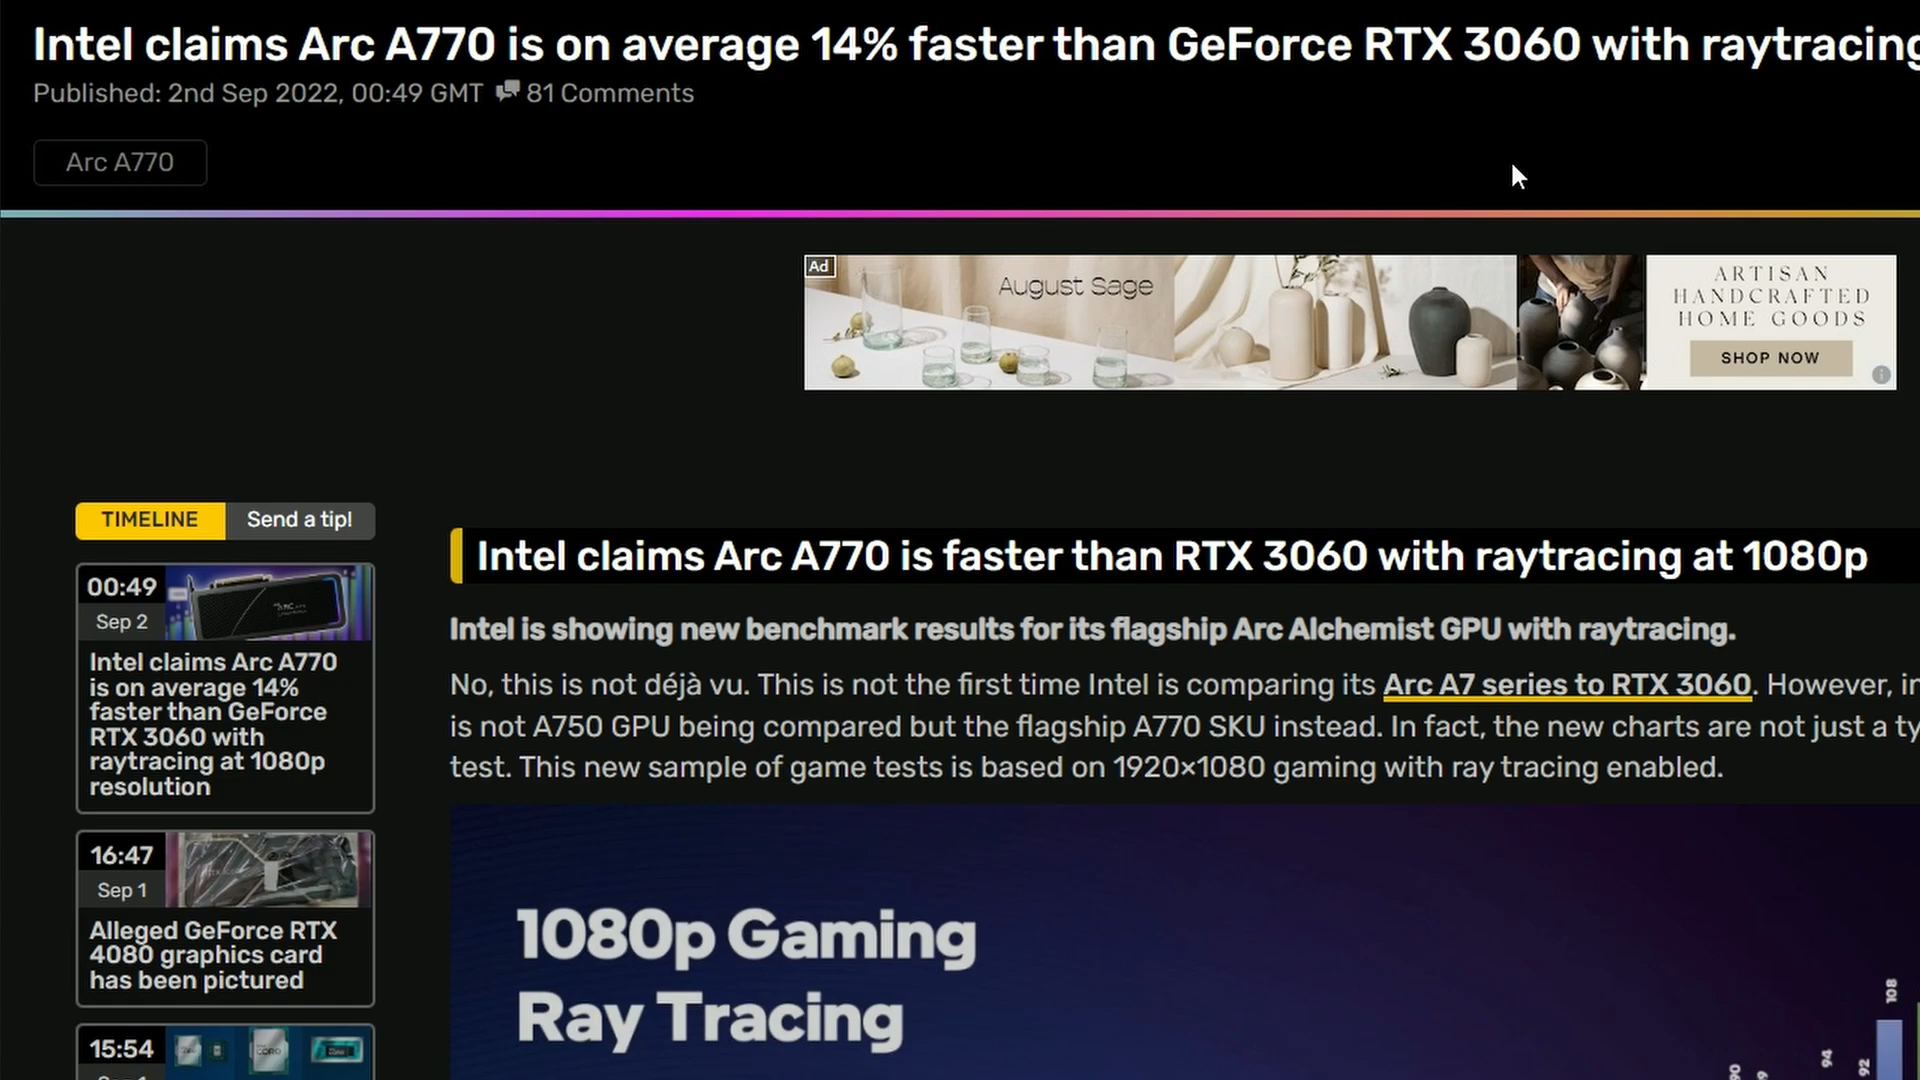 Intel claims Arc A770 is on average 14% faster than GeForce RTX 3060 with raytracing
Published: 2nd Sep 2022, 00:49 GMT 81 Comments
Arc A770
Ad
August Sage
ARTISAN
HANDCRAFTED
HOME GOODS
SHOP NOW
TIMELINE
Send a tip!
00:49
Sep 2
Intel claims Arc A770
is on average 14%
faster than GeForce
RTX 3060 with
raytracing at 1080p
resolution
16:47
Sep 1
Alleged GeForce RTX
4080 graphics card
has been pictured
15:54
Intel claims Arc A770 is faster than RTX 3060 with raytracing at 1080p
Intel is showing new benchmark results for its flagship Arc Alchemist GPU with raytracing.
No, this is not déjà vu. This is not the first time Intel is comparing its Arc A7 series to RTX 3060. However,
is not A750 GPU being compared but the flagship A770 SKU instead. In fact, the new charts are not just a
test. This new sample of game tests is based on 1920×1080 gaming with ray tracing enabled.
1080p Gaming
Ray Tracing
108
94
92